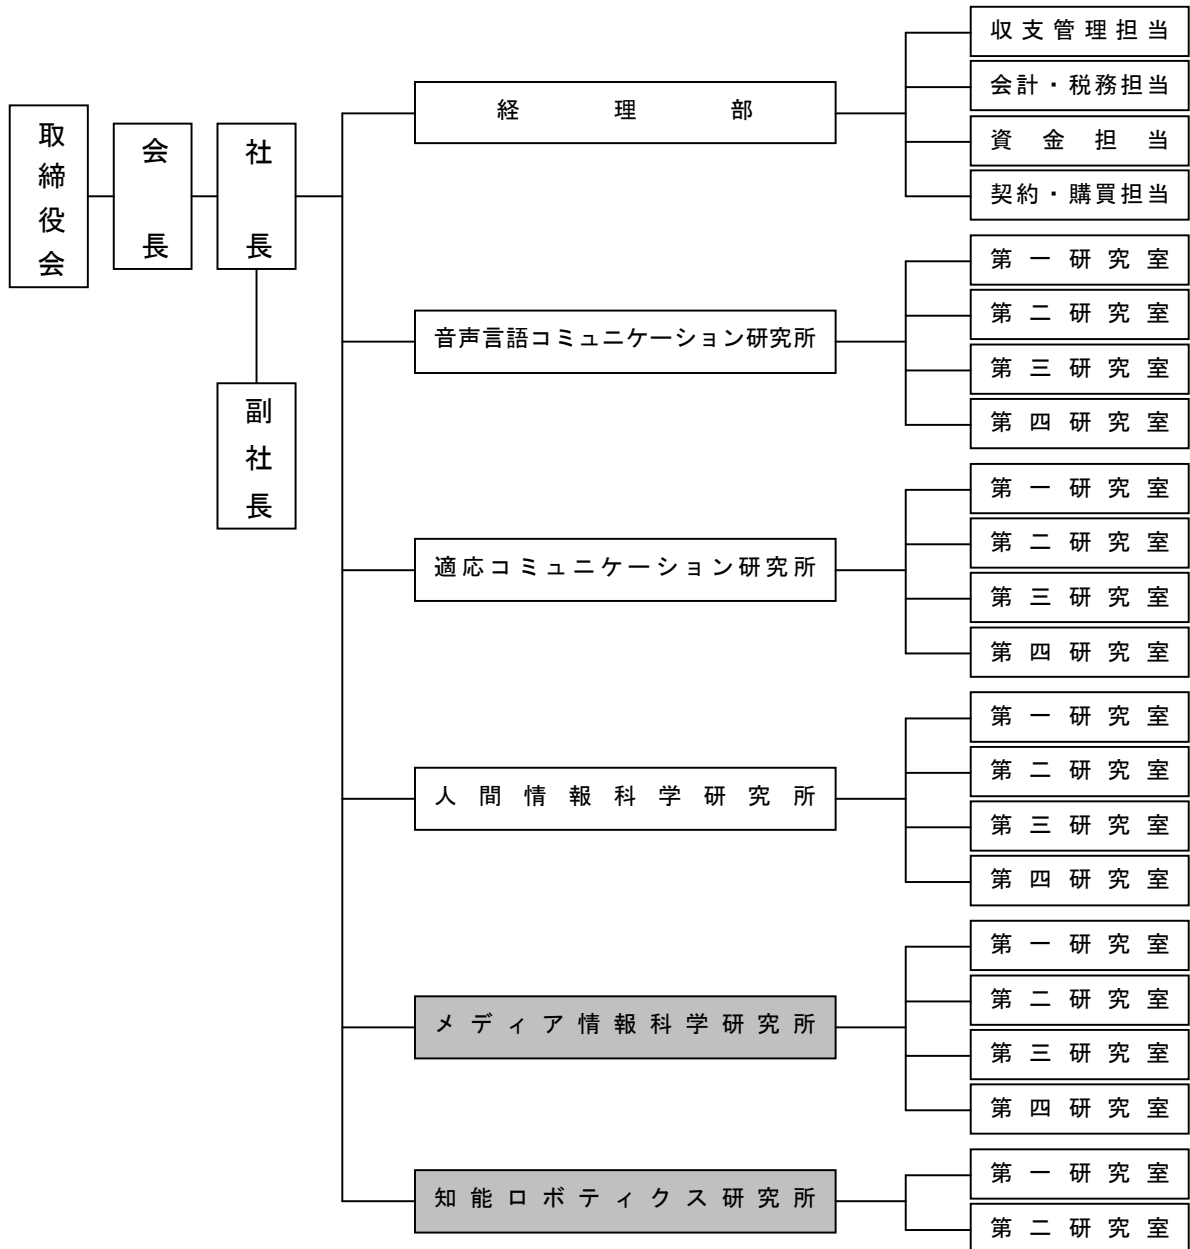 取締役会
会長
社長
副社長
経理部
収支管理担当
会計・税務担当
資金担当
契約・購買担当
音声言語コミュニケーション研究所
第一研究室
第二研究室
第三研究室
第四研究室
適応コミュニケーション研究所
第一研究室
第二研究室
第三研究室
第四研究室
人間情報科学研究所
第一研究室
第二研究室
第三研究室
第四研究室
メディア情報科学研究所
第一研究室
第二研究室
第三研究室
第四研究室
知能ロボティクス研究所
第一研究室
第二研究室